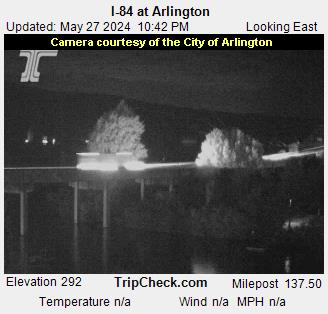 I-84 at Arlington
Updated: May 27 2024 10:42 PM Looking East
Camera courtesy of the City of Arlington
Elevation 292 TripCheck.com Milepost 137.50
Temperature n/a Wind n/a MPH n/a